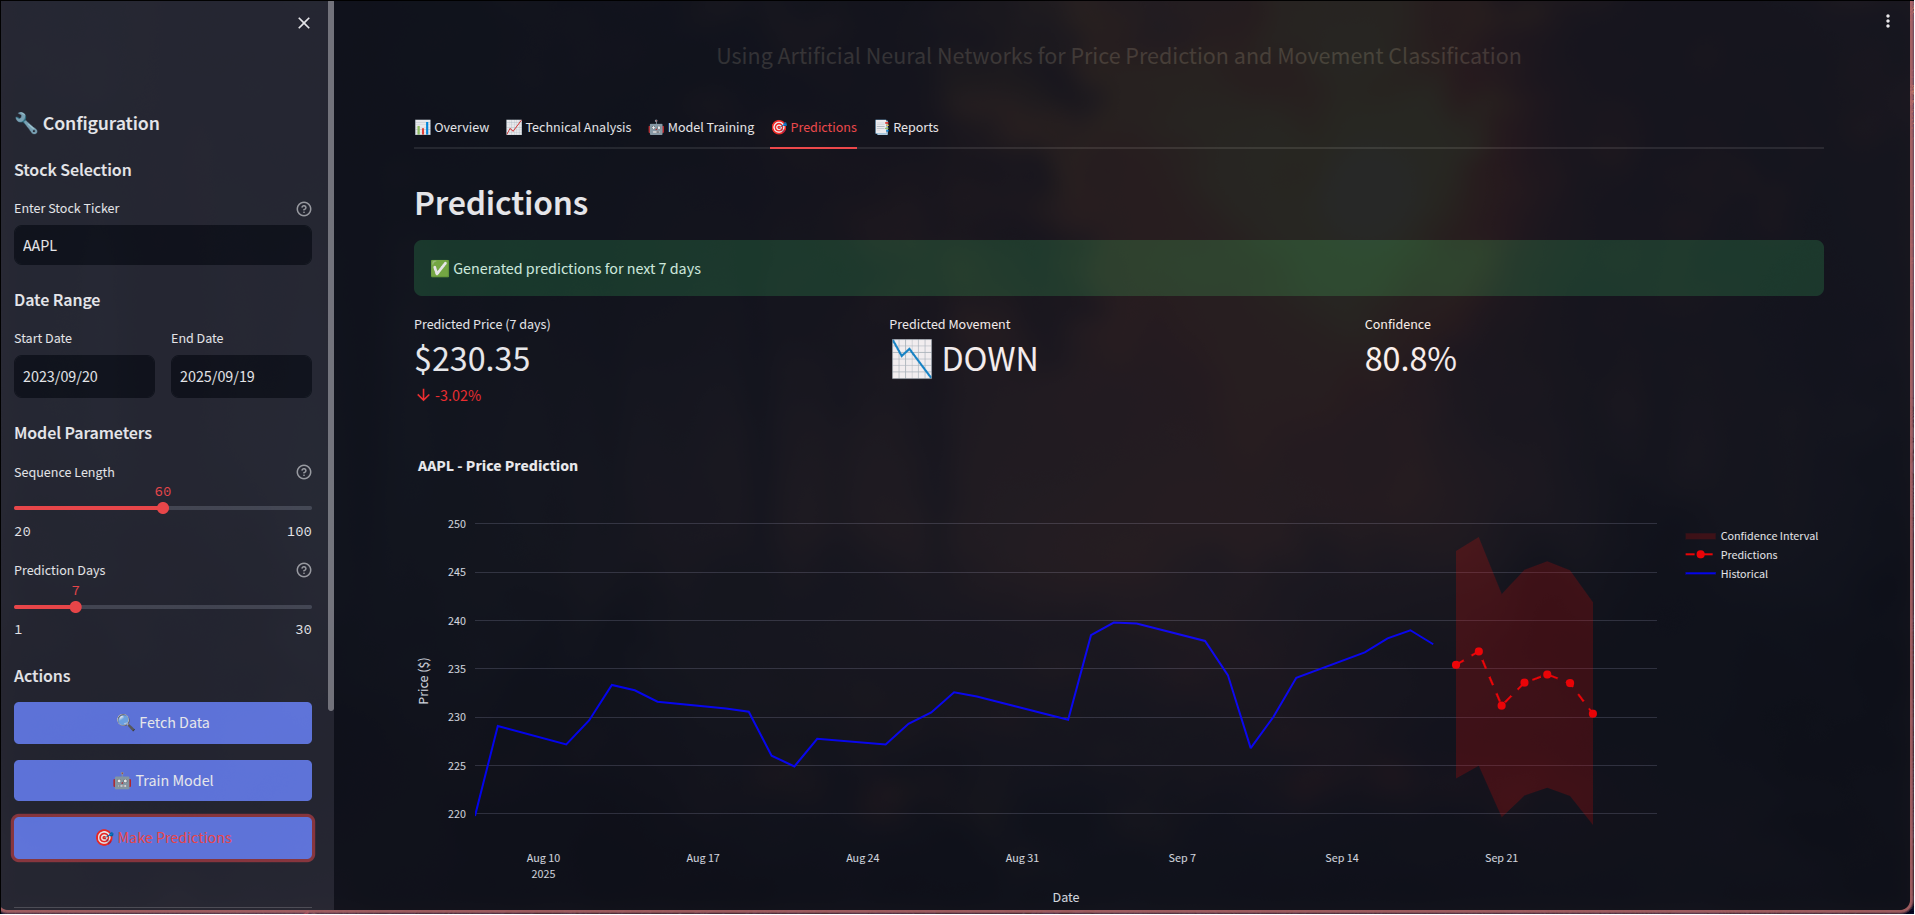 Using Artificial Neural Networks for Price Prediction and Movement Classification
Configuration
Stock Selection
Enter Stock Ticker
AAPL
Date Range
Start Date End Date
2023/09/20 2025/09/19
Model Parameters
Sequence Length
60
20 100
Prediction Days
7
1 30
Actions
Fetch Data
Train Model
Make Predictions
Overview Technical Analysis Model Training Predictions Reports
Predictions
Generated predictions for next 7 days
Predicted Price (7 days) Predicted Movement Confidence
$230.35 DOWN 80.8%
-3.02%
AAPL - Price Prediction
250
245
240
235
230
225
220
Price ($)
Confidence Interval
Predictions
Historical
Aug 10 Aug 17 Aug 24 Aug 31 Sep 7 Sep 14 Sep 21
2025
Date